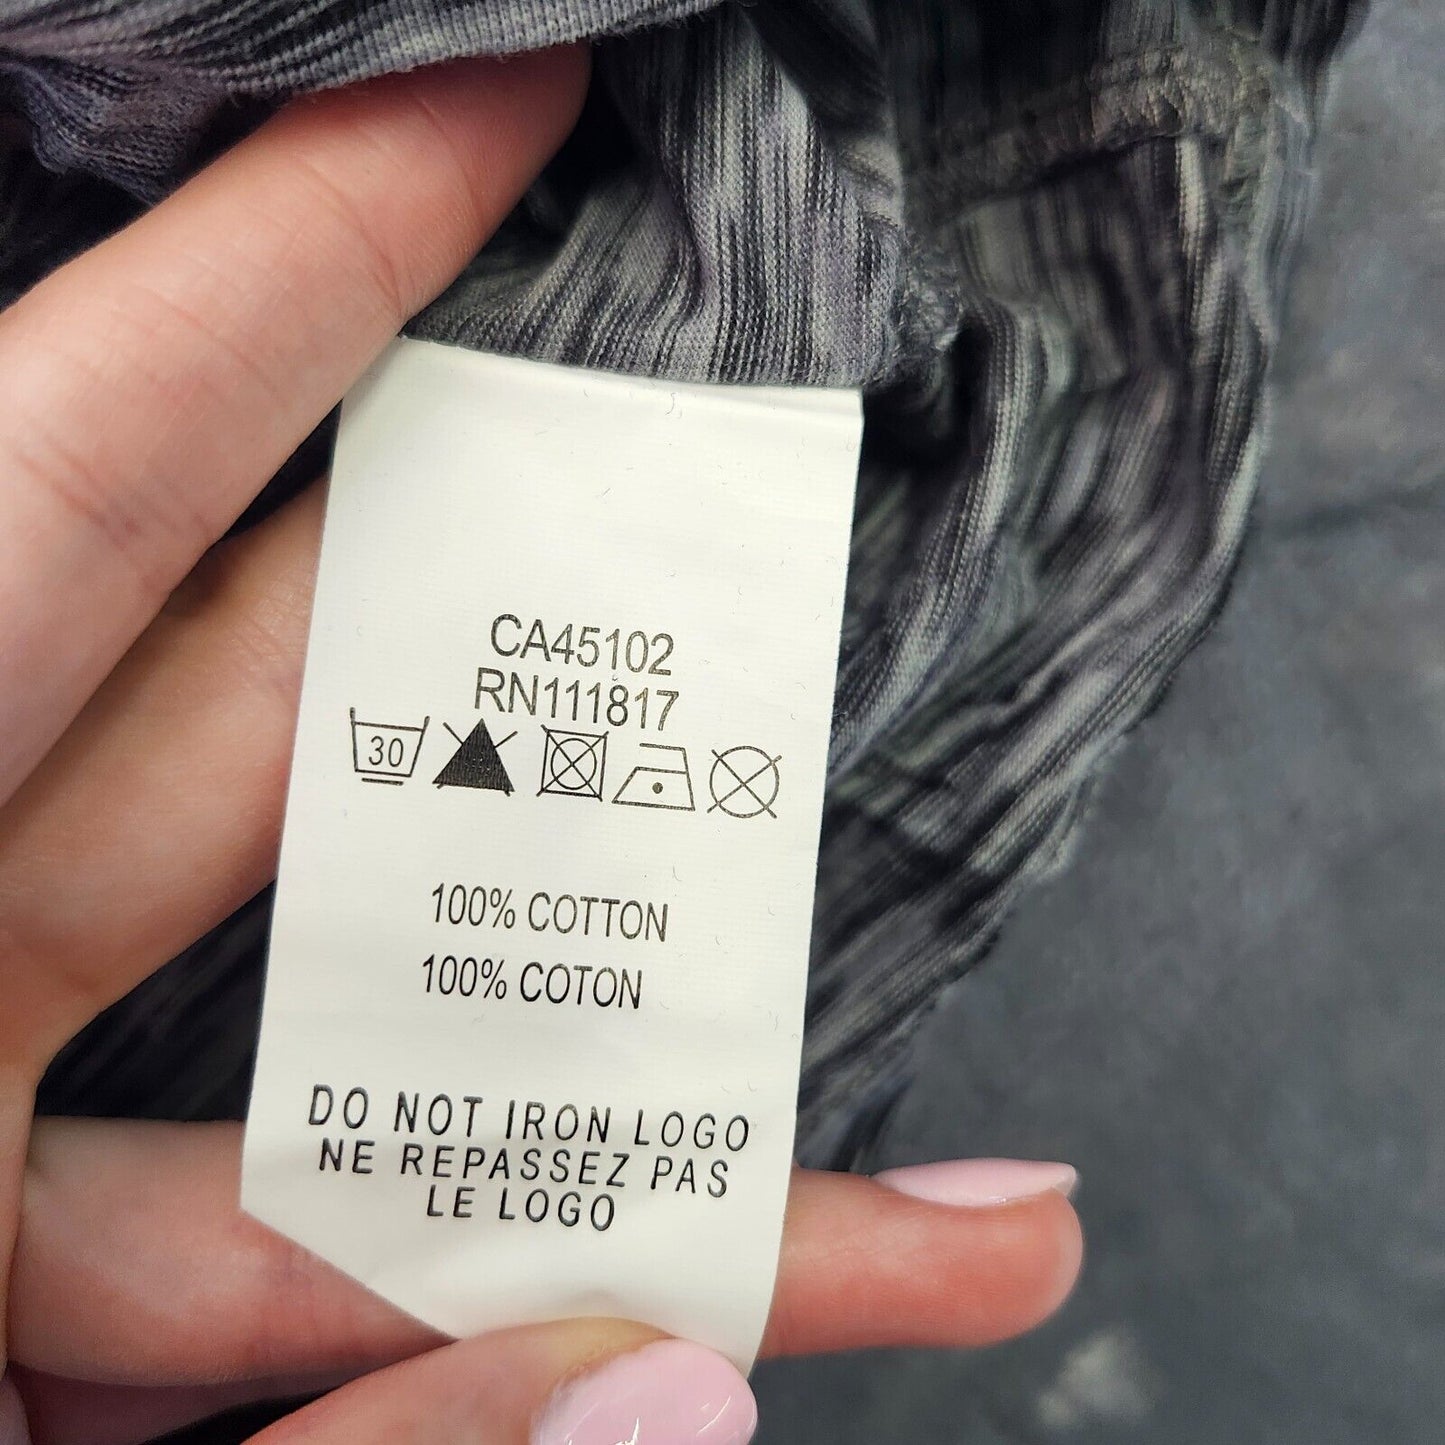 CA45102
RN111817
30
100% COTTON
100% COTON
DO NOT IRON LOGO
NE REPASSEZ PAS
LE LOGO